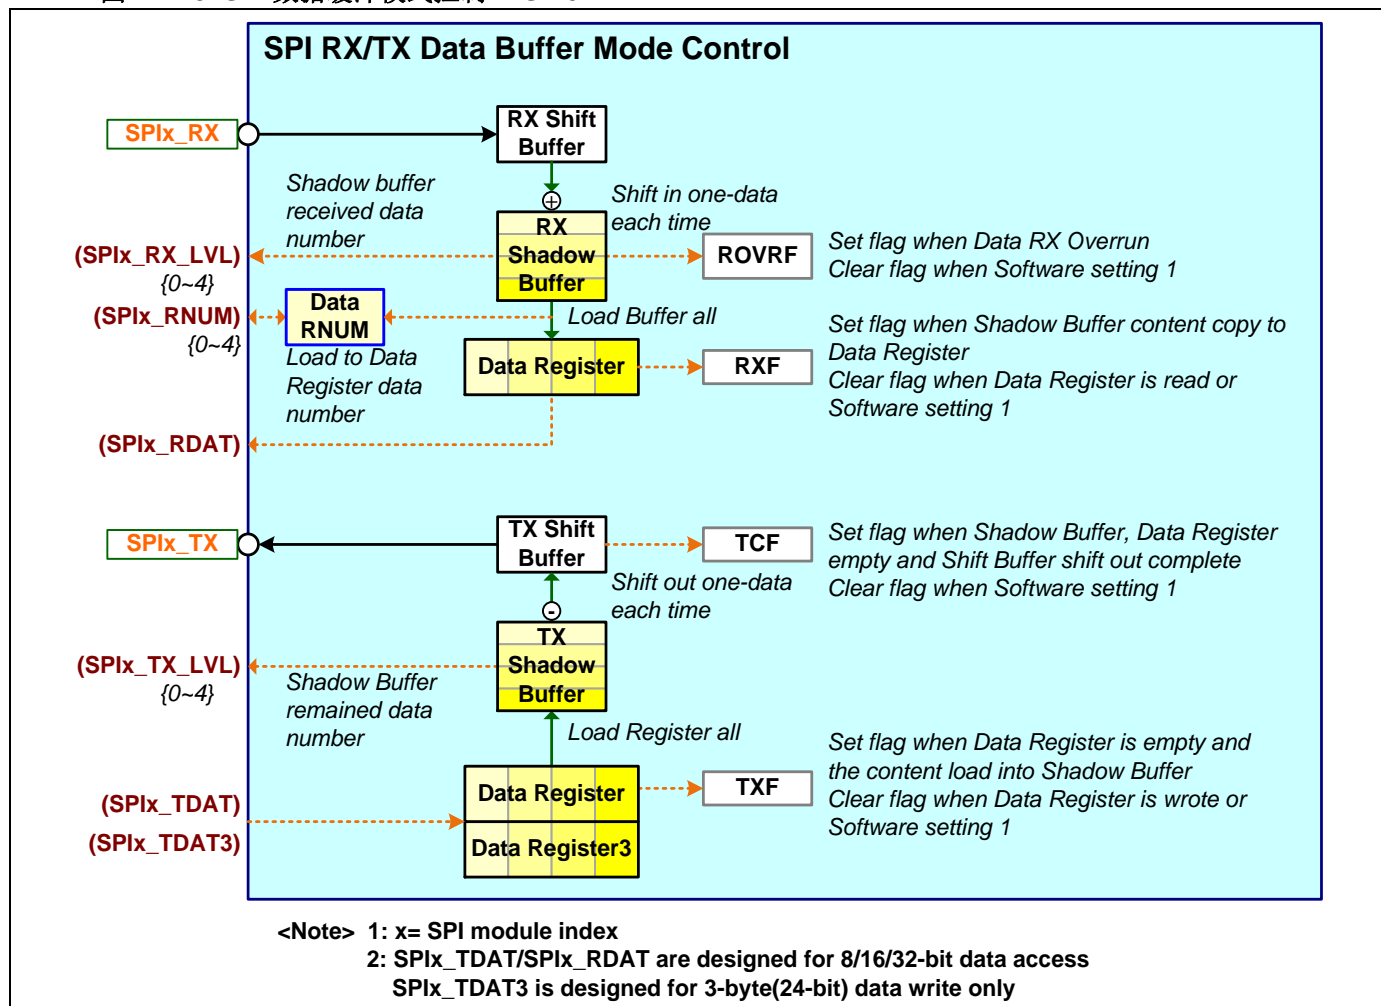 SPI RX/TX Data Buffer Mode Control
SPIx_RX
RX Shift
Buffer
Shadow buffer
received data
number
+
Shift in one-data
each time
RX
Shadow
Buffer
(SPIx_RX_LVL)
{0~4}
ROVRF
Set flag when Data RX Overrun
Clear flag when Software setting 1
(SPIx_RNUM)
{0~4}
Data
RNUM
Load Buffer all
Load to Data
Register data
number
Data Register
RXF
Set flag when Shadow Buffer content copy to
Data Register
Clear flag when Data Register is read or
Software setting 1
(SPIx_RDAT)
SPIx_TX
TX Shift
Buffer
TCF
Set flag when Shadow Buffer, Data Register
empty and Shift Buffer shift out complete
Clear flag when Software setting 1
Shift out one-data
each time
-
TX
Shadow
Buffer
(SPIx_TX_LVL)
{0~4}
Shadow Buffer
remained data
number
Load Register all
(SPIx_TDAT)
(SPIx_TDAT3)
Data Register
Data Register3
TXF
Set flag when Data Register is empty and
the content load into Shadow Buffer
Clear flag when Data Register is wrote or
Software setting 1
<Note> 1: x= SPI module index
2: SPIx_TDAT/SPIx_RDAT are designed for 8/16/32-bit data access
SPIx_TDAT3 is designed for 3-byte(24-bit) data write only